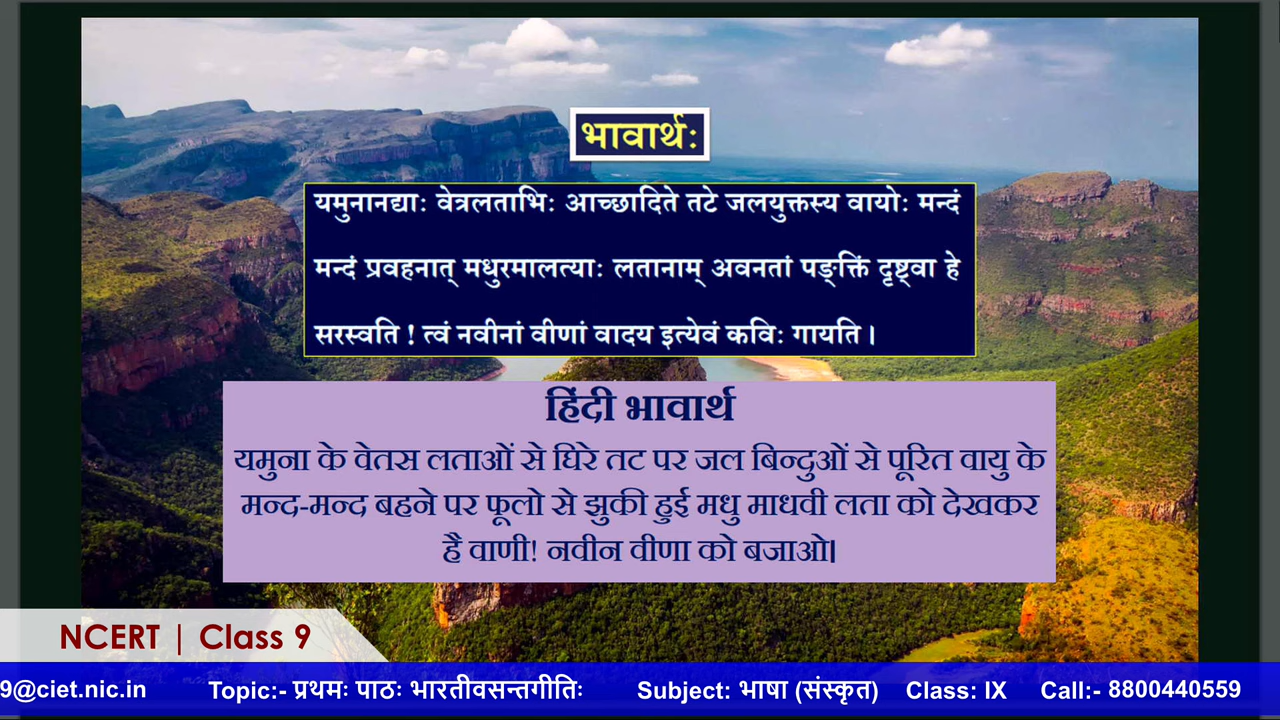 भावार्थः
यमुनानद्याः वेत्रलताभिः आच्छादिते तटे जलयुक्तस्य वायोः मन्दं
मन्दं प्रवहनात् मधुरमालत्याः लतानाम् अवनतां पङ्क्तिं दृष्ट्वा हे
सरस्वति ! त्वं नवीनां वीणां वादय इत्येवं कविः गायति ।
हिंदी भावार्थ
यमुना के वेतस लताओं से घिरे तट पर जल बिन्दुओं से पूरित वायु के
मन्द-मन्द बहने पर फूलो से झुकी हुई मधु माधवी लता को देखकर
है वाणी! नवीन वीणा को बजाओ।
NCERT | Class 9
9@ciet.nic.in Topic:- प्रथमः पाठः भारतीवसन्तगीतिः Subject: भाषा (संस्कृत) Class: IX Call:- 8800440559